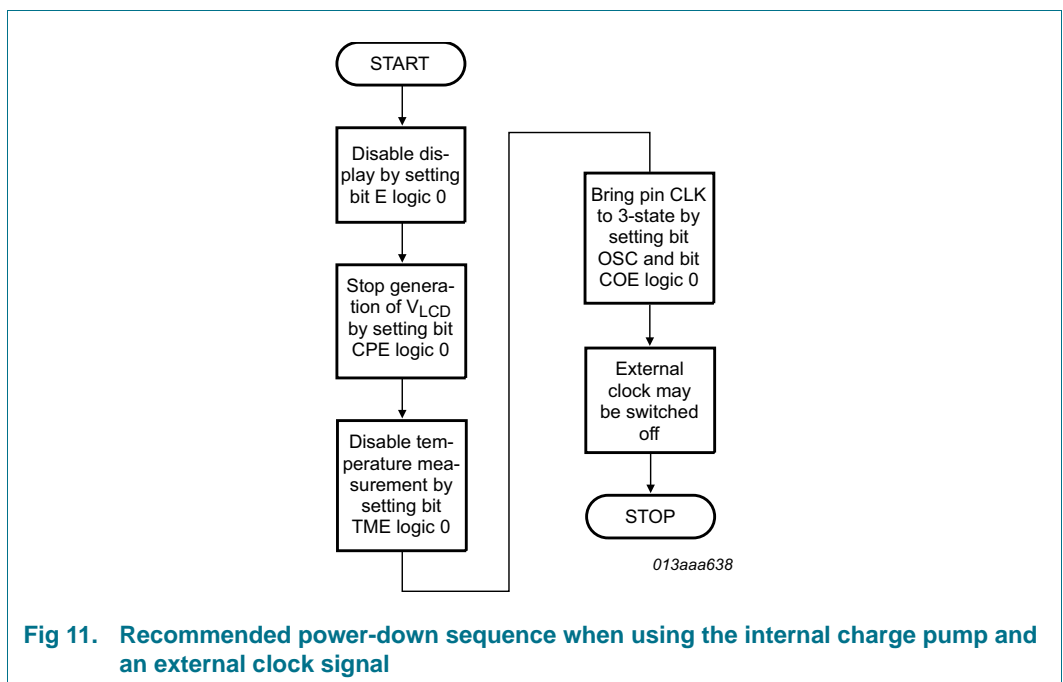 START
Disable dis-
play by setting
bit E logic 0
Stop genera-
tion of VLCD
by setting bit
CPE logic 0
Disable tem-
perature mea-
surement by
setting bit
TME logic 0
Bring pin CLK
to 3-state by
setting bit
OSC and bit
COE logic 0
External
clock may
be switched
off
STOP
013aaa638
Fig 11. Recommended power-down sequence when using the internal charge pump and
an external clock signal